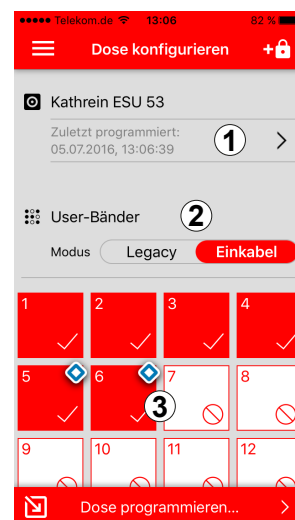 Telekom.de 13:06 82 %
Dose konfigurieren +
Kathrein ESU 53
Zuletzt programmiert:
05.07.2016, 13:06:39
1
User-Bänder 2
Modus Legacy Einkabel
1 2 3 4
5 6 7 8
3
9 10 11 12
Dose programmieren...